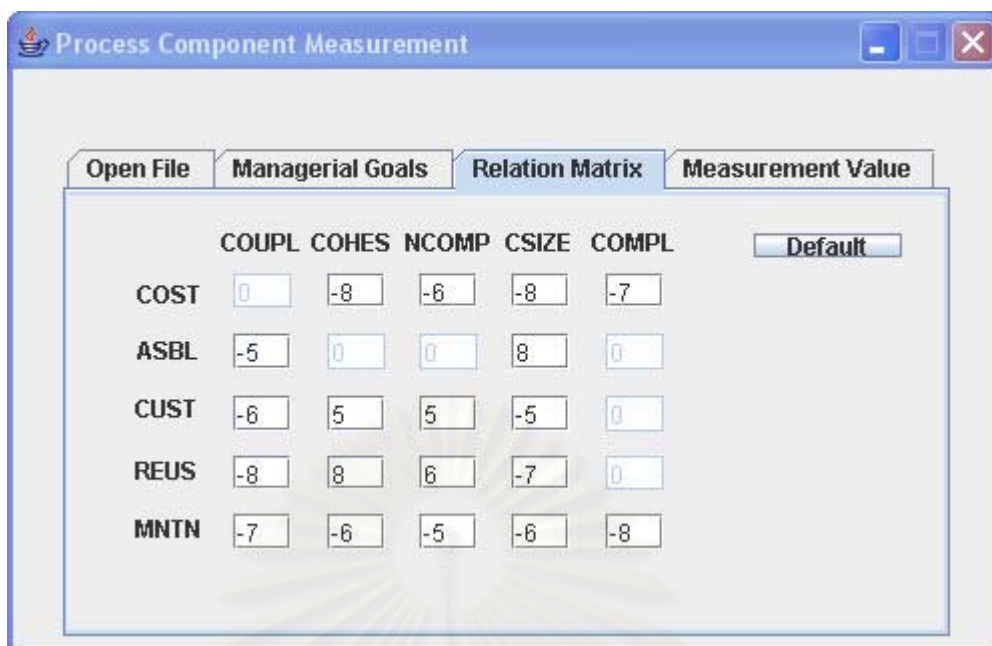 Process Component Measurement
Open File Managerial Goals Relation Matrix Measurement Value
COUPL COHES NCOMP CSIZE COMPL Default
COST 0 -8 -6 -8 -7
ASBL -5 0 0 8 0
CUST -6 5 5 -5 0
REUS -8 8 6 -7 0
MNTN -7 -6 -5 -6 -8